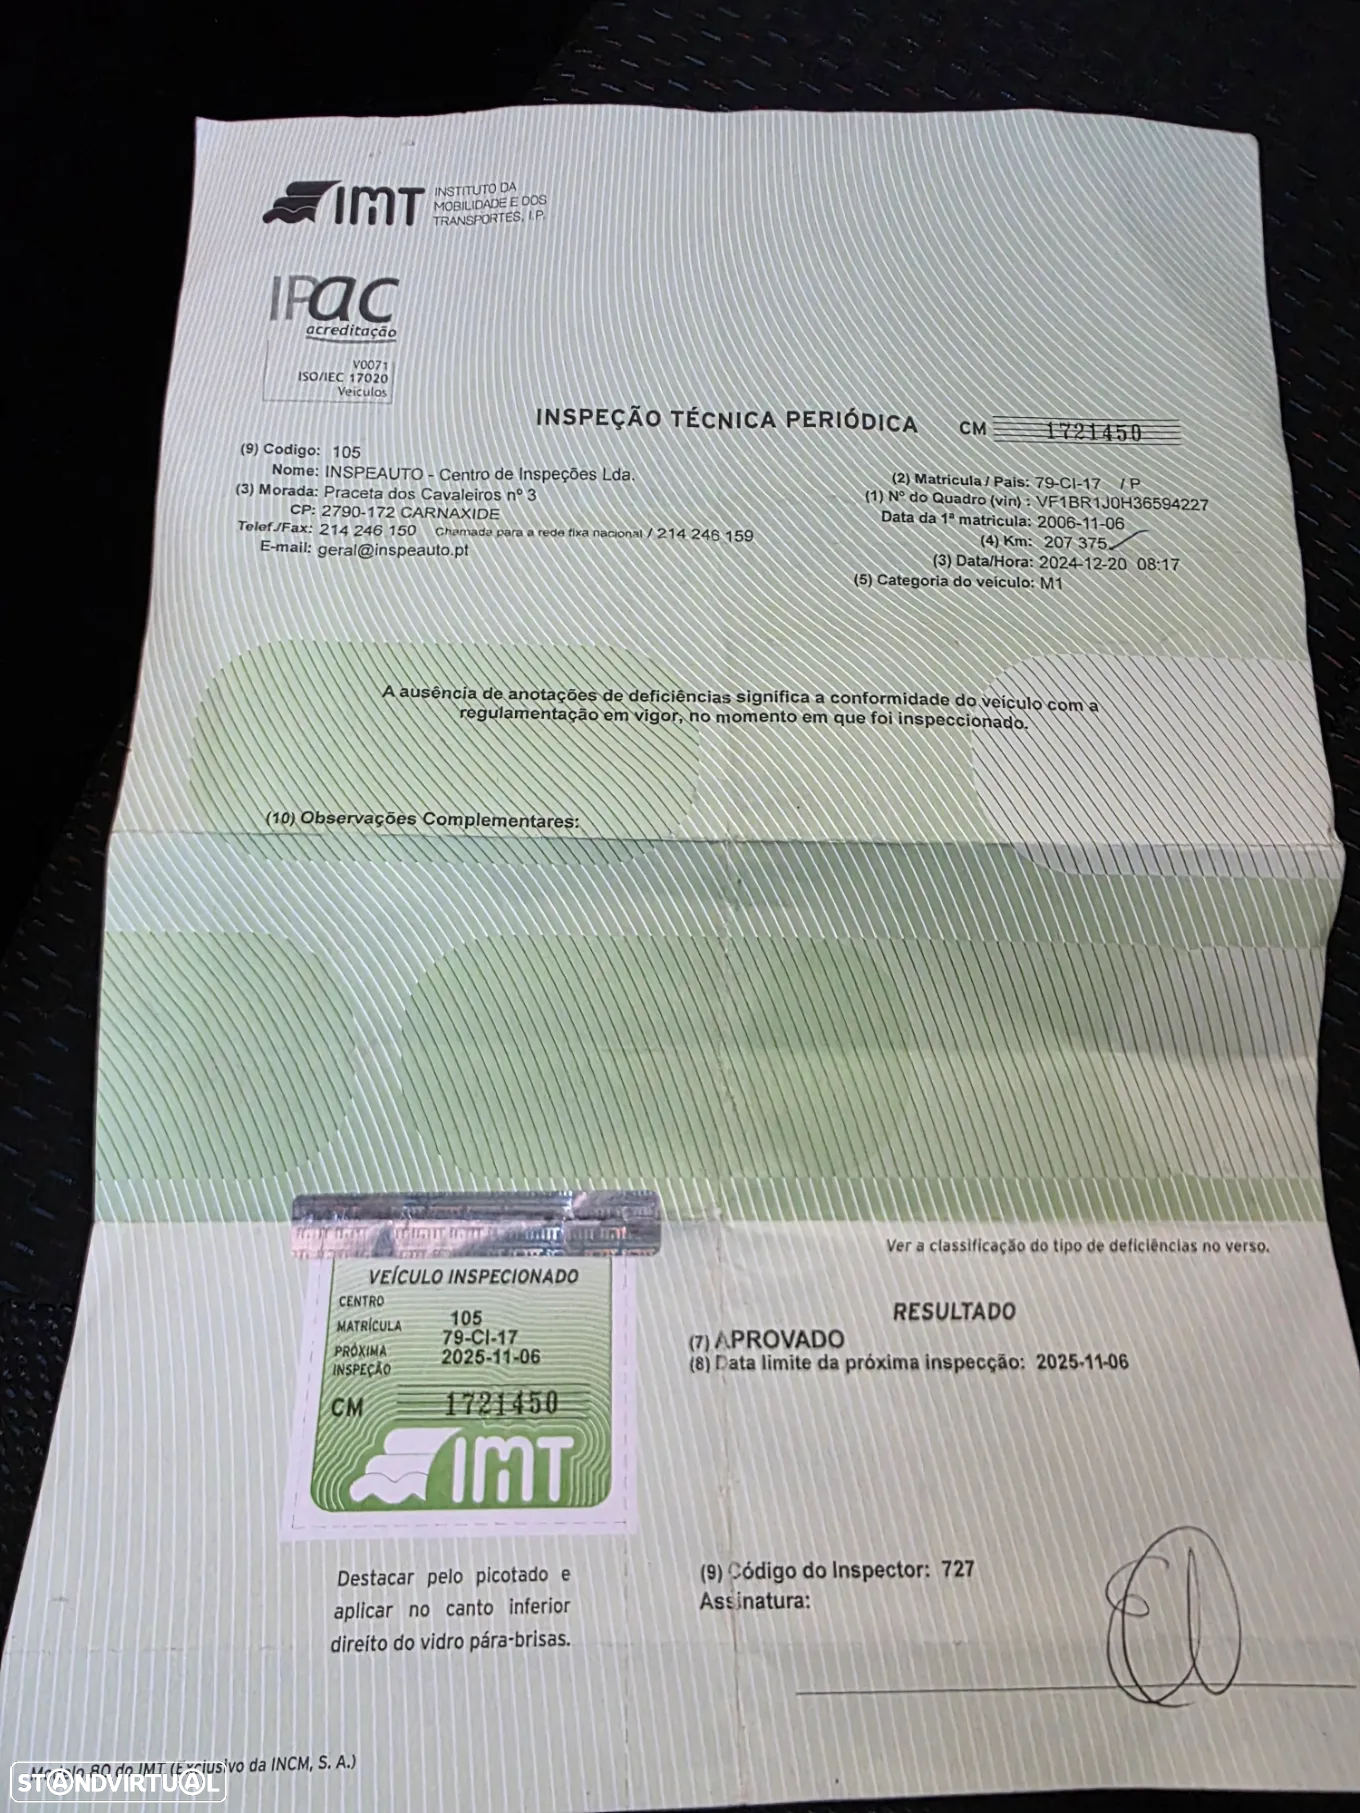 IMT INSTITUTO DA
MOBILIDADE E DOS
TRANSPORTES, I.P.
IPac
acreditação
V0071
ISO/IEC 17020
Veículos
INSPEÇÃO TÉCNICA PERIÓDICA CM 1721450
(9) Codigo: 105
Nome: INSPEAUTO - Centro de Inspeções Lda.
(3) Morada: Praceta dos Cavaleiros nº 3
CP: 2790-172 CARNAXIDE
Telef./Fax: 214 246 150 Chamada para a rede fixa nacional / 214 246 159
E-mail: geral@inspeauto.pt
(2) Matricula / Pais: 79-CI-17 / P
(1) Nº do Quadro (vin) : VF1BR1J0H36594227
Data da 1ª matricula: 2006-11-06
(4) Km: 207 375
(3) Data/Hora: 2024-12-20 08:17
(5) Categoria do veículo: M1
A ausência de anotações de deficiências significa a conformidade do veículo com a
regulamentação em vigor, no momento em que foi inspeccionado.
(10) Observações Complementares:
Ver a classificação do tipo de deficiências no verso.
VEÍCULO INSPECIONADO
CENTRO 105
MATRÍCULA 79-CI-17
PRÓXIMA INSPEÇÃO 2025-11-06
CM 1721450
IMT
RESULTADO
(7) APROVADO
(8) Data limite da próxima inspecção: 2025-11-06
Destacar pelo picotado e
aplicar no canto inferior
direito do vidro pára-brisas.
(9) Código do Inspector: 727
Assinatura:
Modelo 80 do IMT (Exclusivo da INCM, S. A.)
STANDVIRTUAL